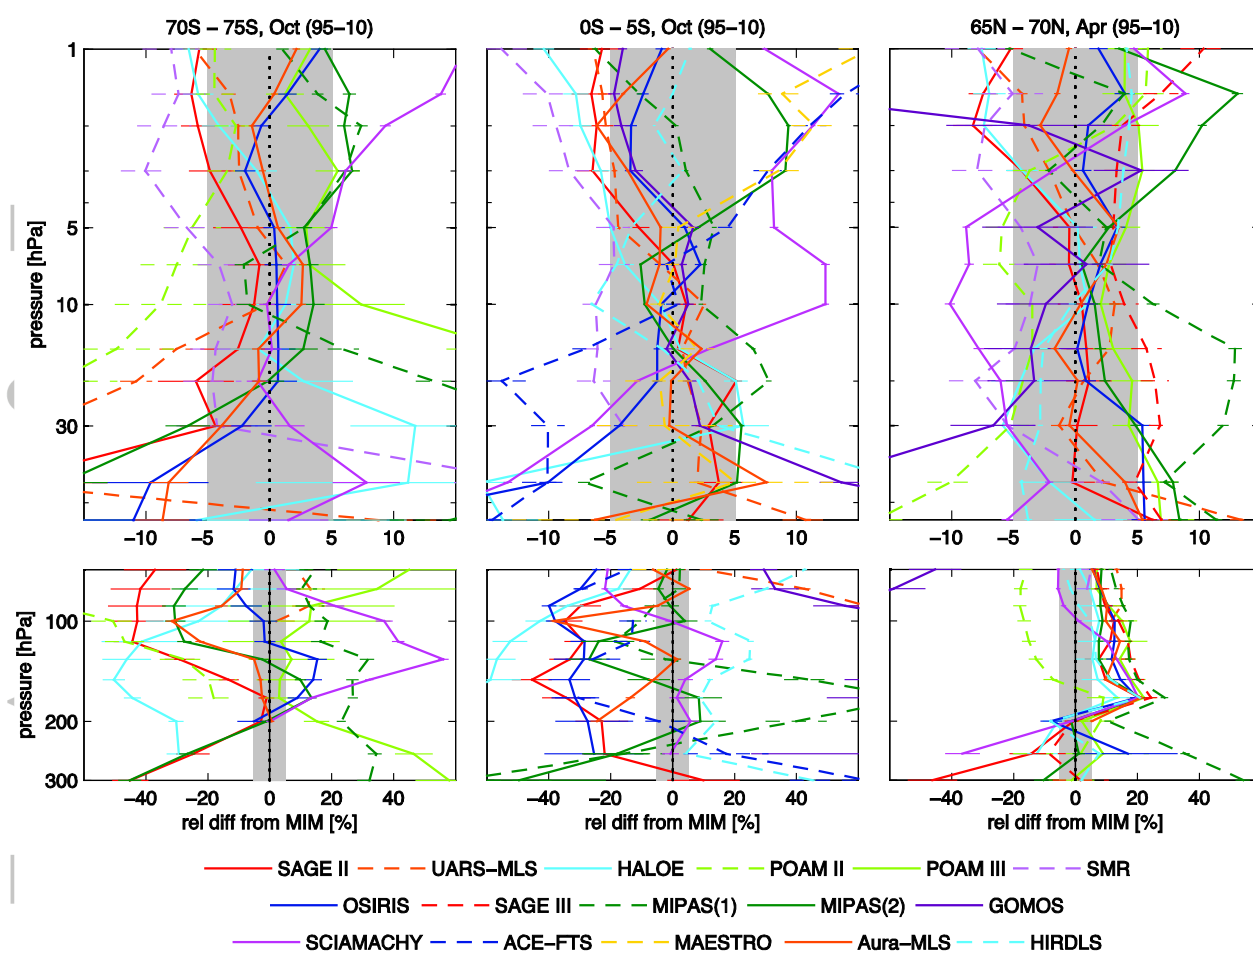 70S − 75S, Oct (95−10)
0S − 5S, Oct (95−10)
65N − 70N, Apr (95−10)
1
5
10
30
pressure [hPa]
−10 −5 0 5 10
−10 −5 0 5 10
−10 −5 0 5 10
100
200
300
pressure [hPa]
−40 −20 0 20 40
−40 −20 0 20 40
−40 −20 0 20 40
rel diff from MIM [%]
rel diff from MIM [%]
rel diff from MIM [%]
SAGE II UARS−MLS HALOE POAM II POAM III SMR
OSIRIS SAGE III MIPAS(1) MIPAS(2) GOMOS
SCIAMACHY ACE−FTS MAESTRO Aura−MLS HIRDLS